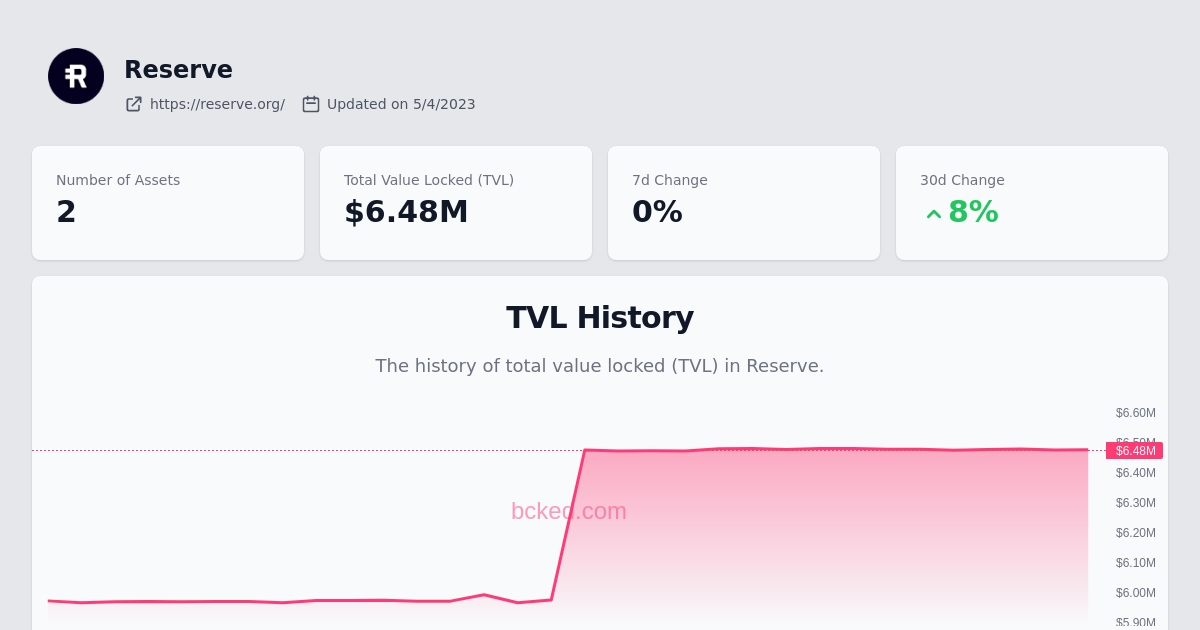 Reserve
https://reserve.org/ Updated on 5/4/2023
Number of Assets
2
Total Value Locked (TVL)
$6.48M
7d Change
0%
30d Change
8%
TVL History
The history of total value locked (TVL) in Reserve.
$6.60M
$6.50M
$6.48M
$6.40M
$6.30M
bcked.com
$6.20M
$6.10M
$6.00M
$5.90M